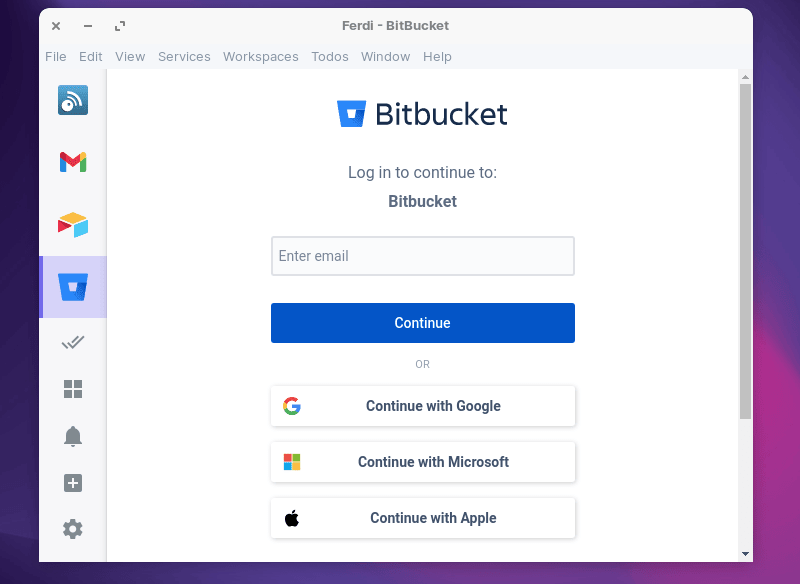 Ferdi - BitBucket
File Edit View Services Workspaces Todos Window Help
Bitbucket
Log in to continue to:
Bitbucket
Enter email
Continue
OR
Continue with Google
Continue with Microsoft
Continue with Apple